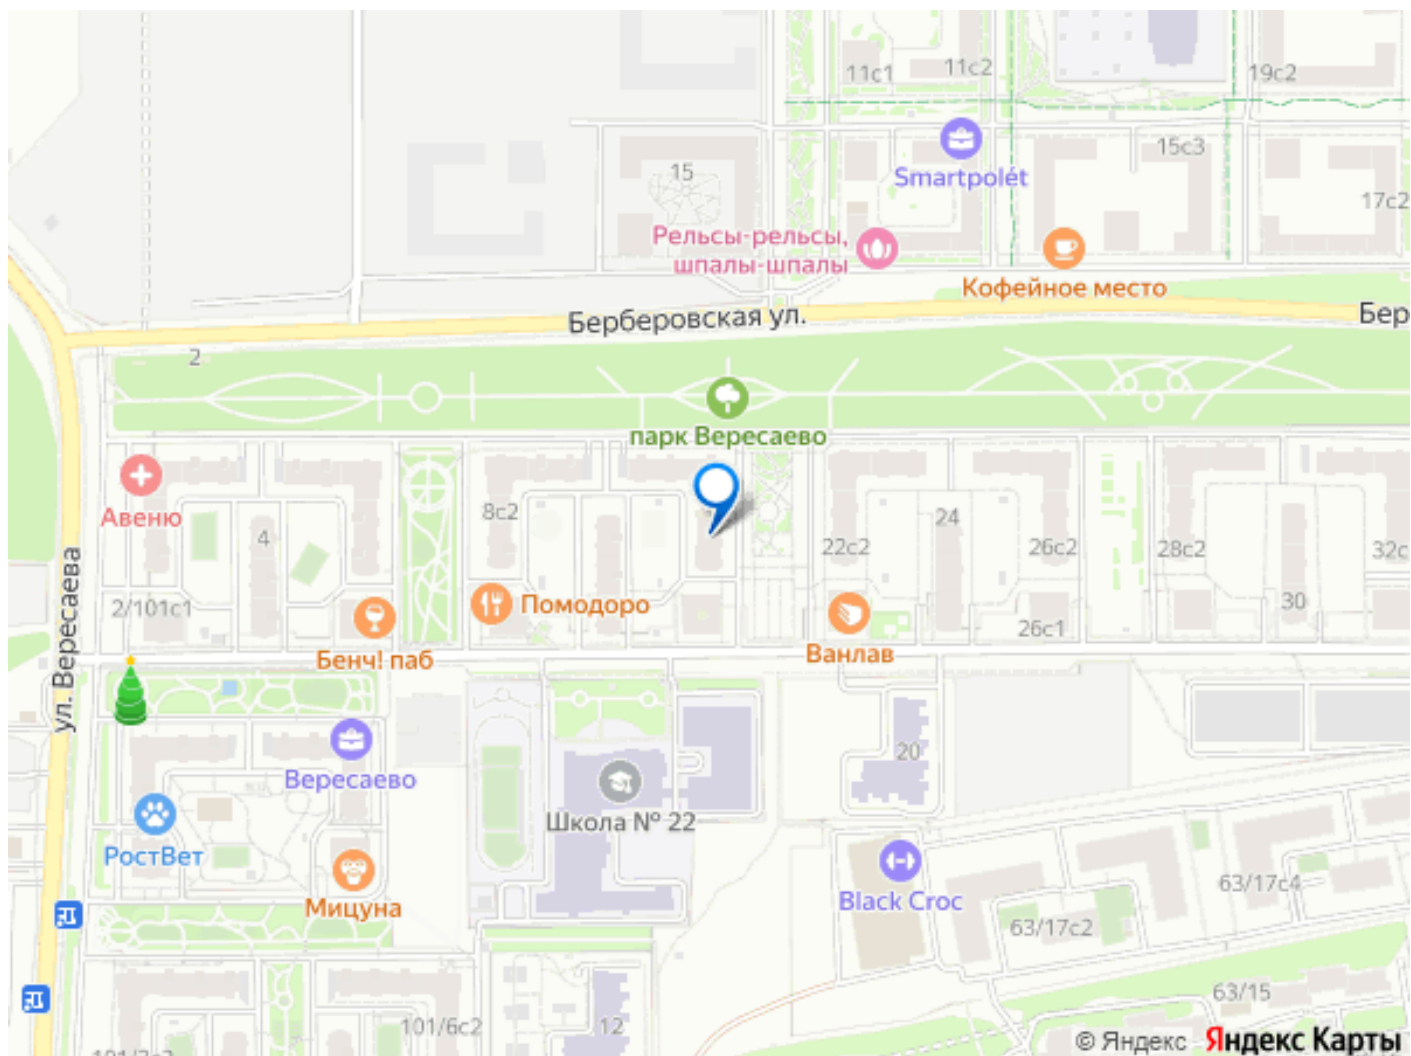 11с1
11с2
19с2
15
Smartpolét
15с3
17с2
Рельсы-рельсы,
шпалы-шпалы
Кофейное место
Берберовская ул.
Бер
2
парк Вересаево
Авеню
4
8с2
22с2
24
26с2
28с2
32с
2/101с1
Бенч! паб
Помодоро
Ванлав
26с1
30
ул. Вересаева
Вересаево
20
Школа № 22
РостВет
Мицуна
Black Croc
63/17с4
63/17с2
63/15
101/6с2
12
© Яндекс
Яндекс Карты